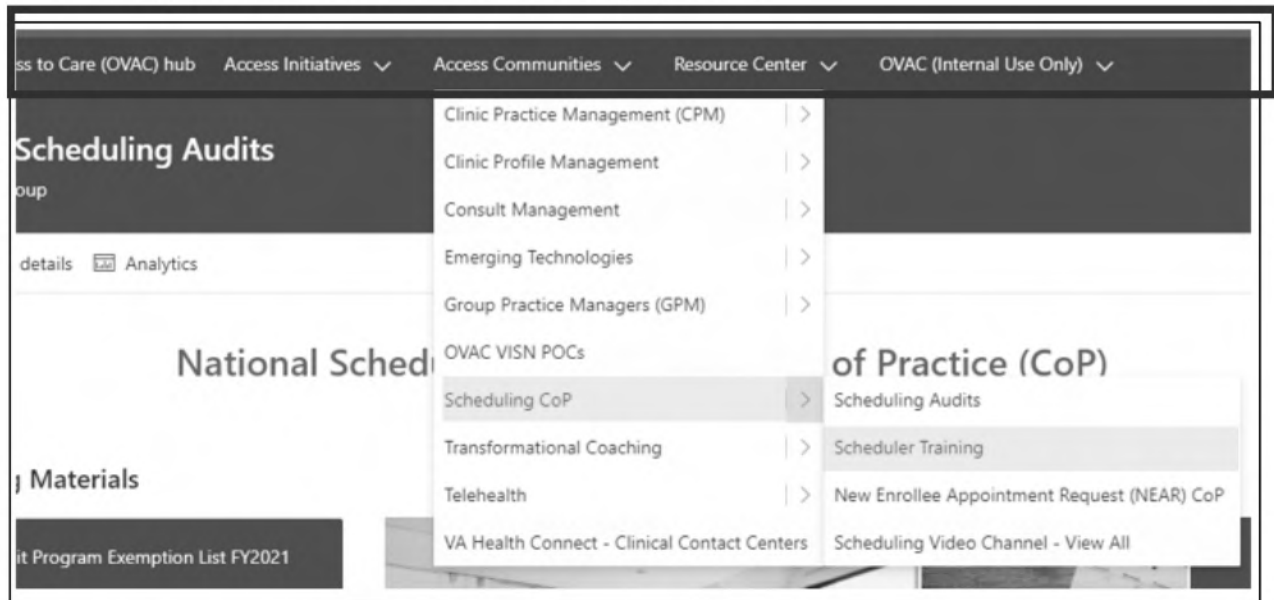 ss to Care (OVAC) hub Access Initiatives Access Communities Resource Center OVAC (Internal Use Only)
Scheduling Audits
oup
details Analytics
Clinic Practice Management (CPM)
Clinic Profile Management
Consult Management
Emerging Technologies
Group Practice Managers (GPM)
OVAC VISN POCs
Scheduling CoP
Transformational Coaching
Telehealth
VA Health Connect - Clinical Contact Centers
Scheduling Audits
Scheduler Training
New Enrollee Appointment Request (NEAR) CoP
Scheduling Video Channel - View All
National Sched of Practice (CoP)
g Materials
it Program Exemption List FY2021